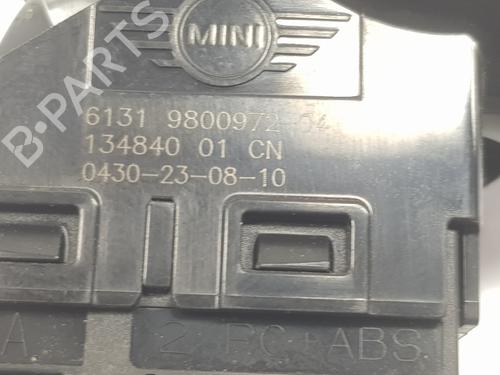 MINI
6131 9800972 04
134840 01 CN
0430-23-08-10
A
2 PC+ABS
B-PARTS